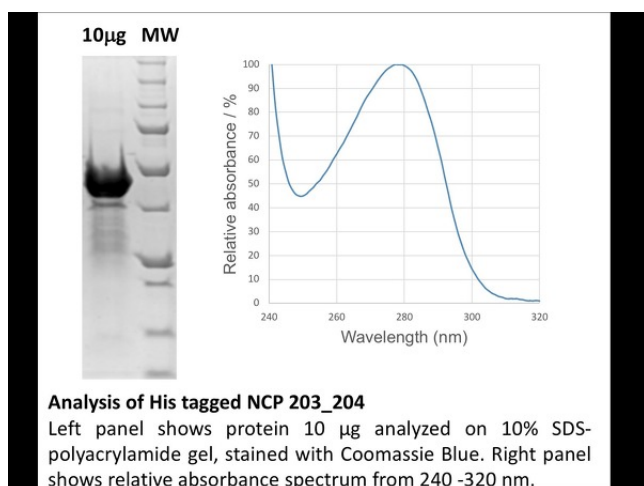 10µg MW
100
90
80
70
60
50
40
30
20
10
0
Relative absorbance / %
240 260 280 300 320
Wavelength (nm)
Analysis of His tagged NCP 203_204
Left panel shows protein 10 µg analyzed on 10% SDS-
polyacrylamide gel, stained with Coomassie Blue. Right panel
shows relative absorbance spectrum from 240 -320 nm.